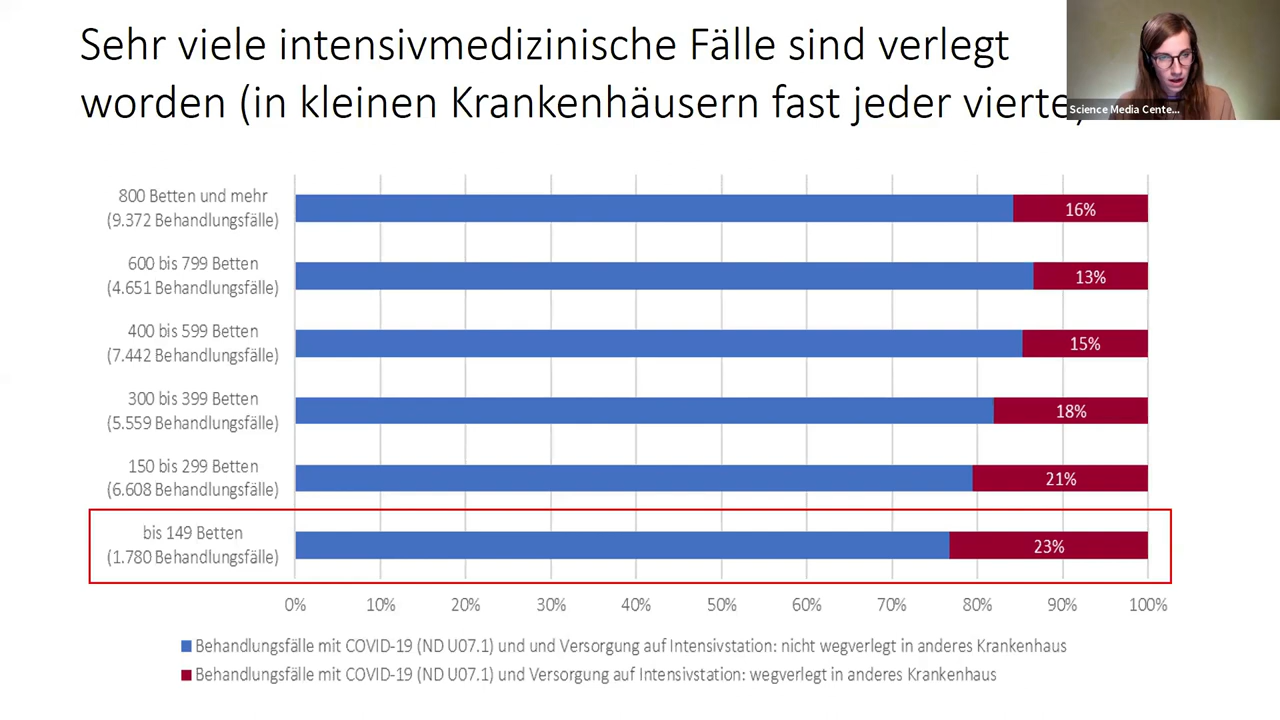 Sehr viele intensivmedizinische Fälle sind verlegt
worden (in kleinen Krankenhäusern fast jeder vierte)
Science Media Cente...
800 Betten und mehr
(9.372 Behandlungsfälle)
16%
600 bis 799 Betten
(4.651 Behandlungsfälle)
13%
400 bis 599 Betten
(7.442 Behandlungsfälle)
15%
300 bis 399 Betten
(5.559 Behandlungsfälle)
18%
150 bis 299 Betten
(6.608 Behandlungsfälle)
21%
bis 149 Betten
(1.780 Behandlungsfälle)
23%
0% 10% 20% 30% 40% 50% 60% 70% 80% 90% 100%
Behandlungsfälle mit COVID-19 (ND U07.1) und und Versorgung auf Intensivstation: nicht wegverlegt in anderes Krankenhaus
Behandlungsfälle mit COVID-19 (ND U07.1) und Versorgung auf Intensivstation: wegverlegt in anderes Krankenhaus